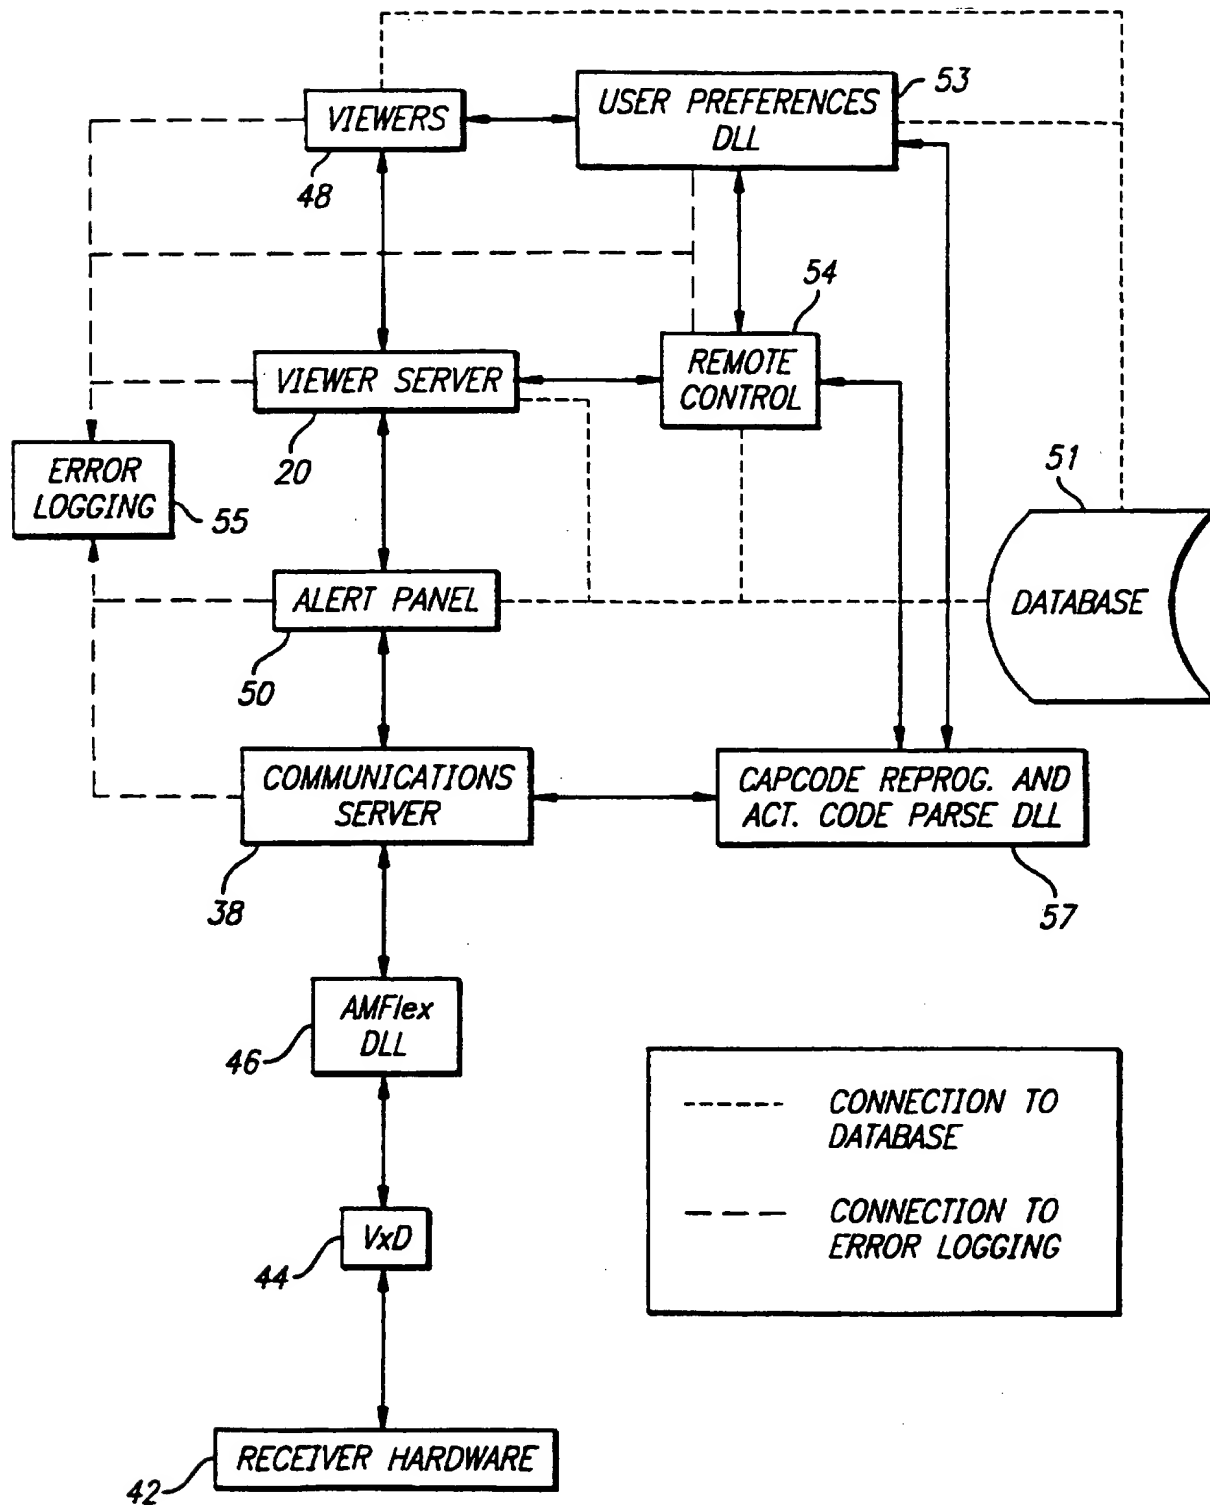 53
USER PREFERENCES
DLL
VIEWERS
48
54
REMOTE
CONTROL
VIEWER SERVER
20
ERROR
LOGGING
55
51
DATABASE
ALERT PANEL
50
COMMUNICATIONS
SERVER
38
CAPCODE REPROG. AND
ACT. CODE PARSE DLL
57
AMFlex
DLL
46
CONNECTION TO
DATABASE
CONNECTION TO
ERROR LOGGING
VxD
44
RECEIVER HARDWARE
42